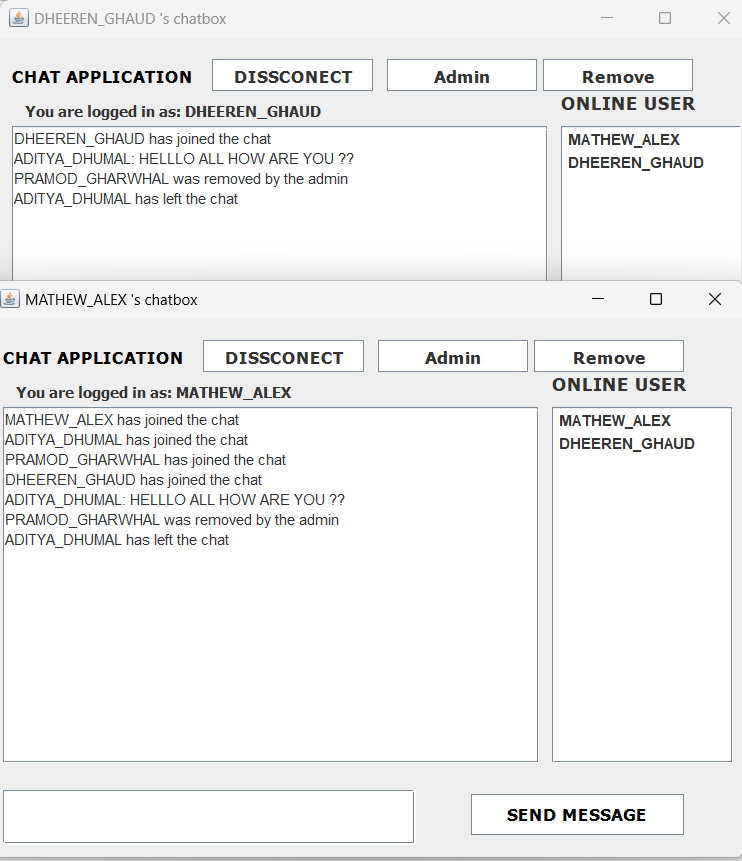 DHEEREN_GHAUD 's chatbox
CHAT APPLICATION DISSCONECT Admin Remove
You are logged in as: DHEEREN_GHAUD
ONLINE USER
DHEEREN_GHAUD has joined the chat
ADITYA_DHUMAL: HELLLO ALL HOW ARE YOU ??
PRAMOD_GHARWHAL was removed by the admin
ADITYA_DHUMAL has left the chat
MATHEW_ALEX
DHEEREN_GHAUD
MATHEW_ALEX 's chatbox
CHAT APPLICATION DISSCONECT Admin Remove
You are logged in as: MATHEW_ALEX
ONLINE USER
MATHEW_ALEX has joined the chat
ADITYA_DHUMAL has joined the chat
PRAMOD_GHARWHAL has joined the chat
DHEEREN_GHAUD has joined the chat
ADITYA_DHUMAL: HELLLO ALL HOW ARE YOU ??
PRAMOD_GHARWHAL was removed by the admin
ADITYA_DHUMAL has left the chat
MATHEW_ALEX
DHEEREN_GHAUD
SEND MESSAGE